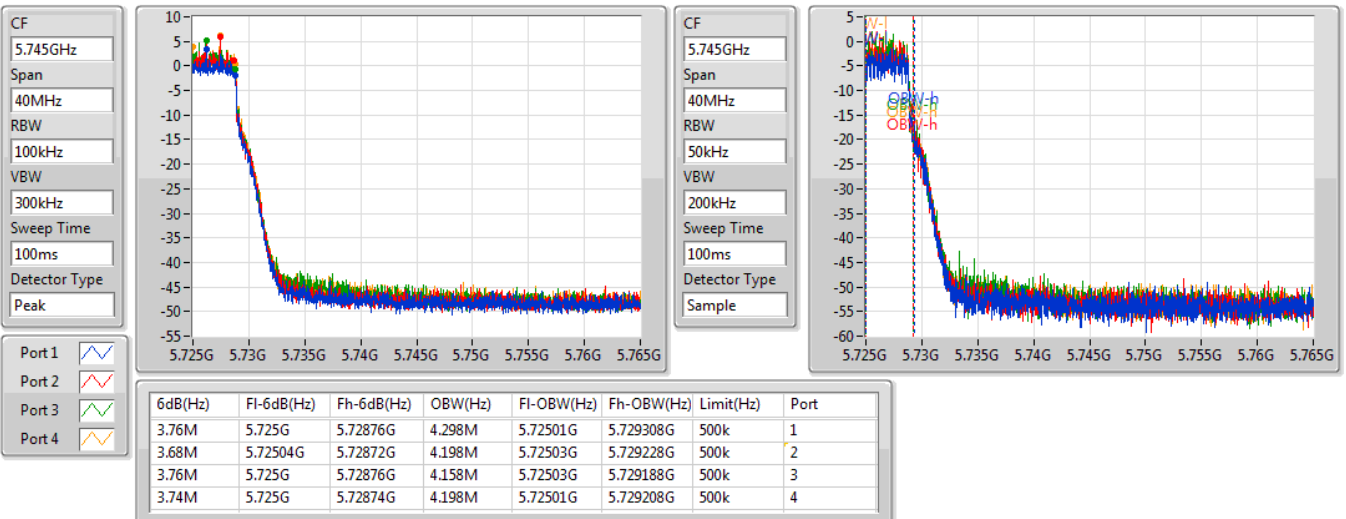 CF
5.745GHz
Span
40MHz
RBW
100kHz
VBW
300kHz
Sweep Time
100ms
Detector Type
Peak
10
5
0
-5
-10
-15
-20
-25
-30
-35
-40
-45
-50
-55
5.725G 5.73G 5.735G 5.74G 5.745G 5.75G 5.755G 5.76G 5.765G
CF
5.745GHz
Span
40MHz
RBW
50kHz
VBW
200kHz
Sweep Time
100ms
Detector Type
Sample
5
0
-5
-10
-15
-20
-25
-30
-35
-40
-45
-50
-55
-60
OBW-h
OBW-h
OBW-h
OBW-h
5.725G 5.73G 5.735G 5.74G 5.745G 5.75G 5.755G 5.76G 5.765G
Port 1
Port 2
Port 3
Port 4
6dB(Hz) Fl-6dB(Hz) Fh-6dB(Hz) OBW(Hz) Fl-OBW(Hz) Fh-OBW(Hz) Limit(Hz) Port
3.76M 5.725G 5.72876G 4.298M 5.72501G 5.729308G 500k 1
3.68M 5.72504G 5.72872G 4.198M 5.72503G 5.729228G 500k 2
3.76M 5.725G 5.72876G 4.158M 5.72503G 5.729188G 500k 3
3.74M 5.725G 5.72874G 4.198M 5.72501G 5.729208G 500k 4